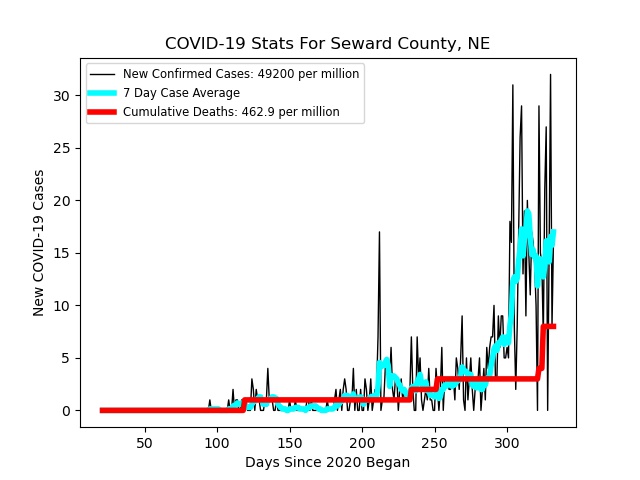 COVID-19 Stats For Seward County, NE
New Confirmed Cases: 49200 per million
7 Day Case Average
Cumulative Deaths: 462.9 per million
New COVID-19 Cases
30
25
20
15
10
5
0
50 100 150 200 250 300
Days Since 2020 Began